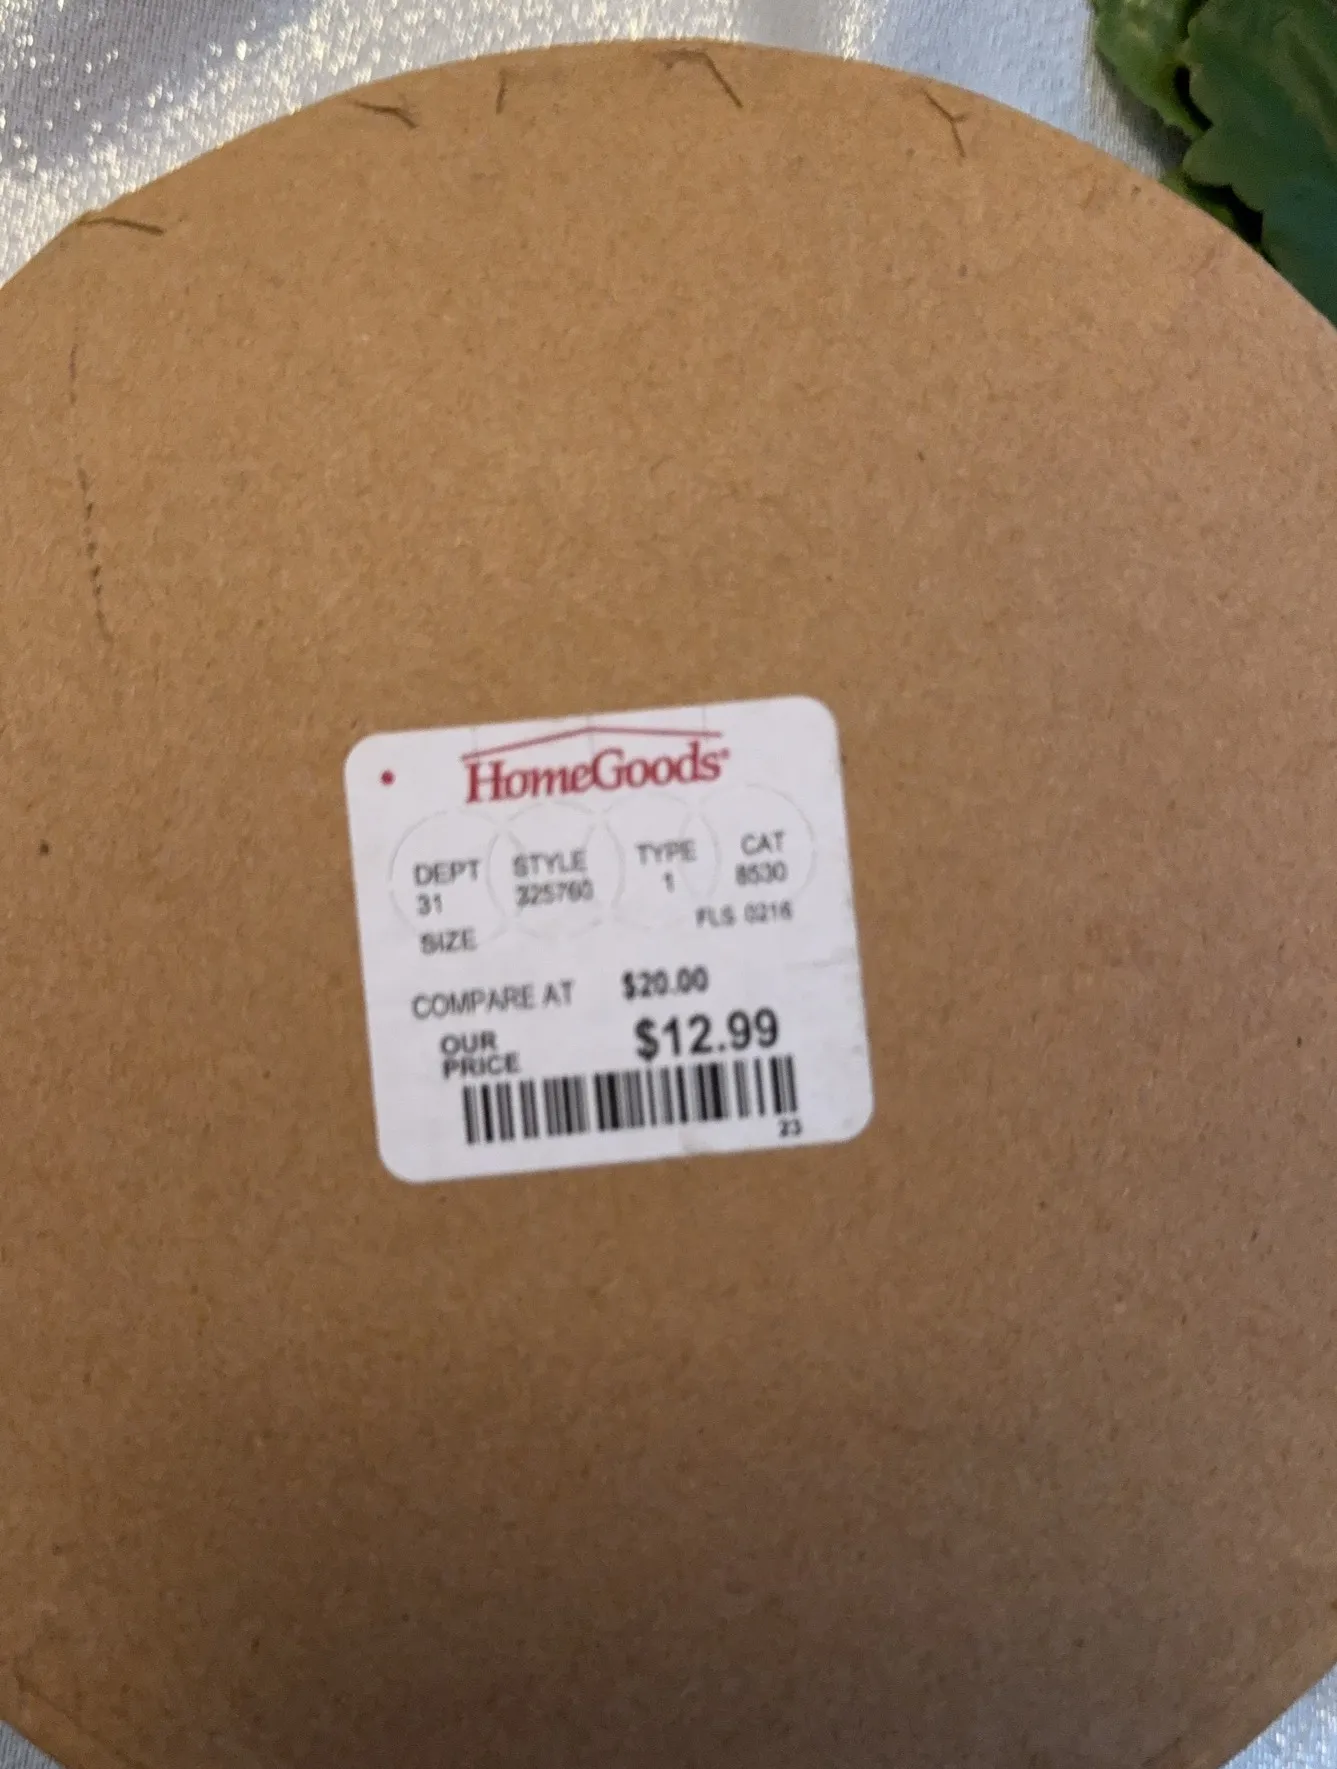 HomeGoods
DEPT STYLE TYPE CAT
31 325760 1 8530
SIZE FLS 0216
COMPARE AT $20.00
OUR PRICE $12.99
23